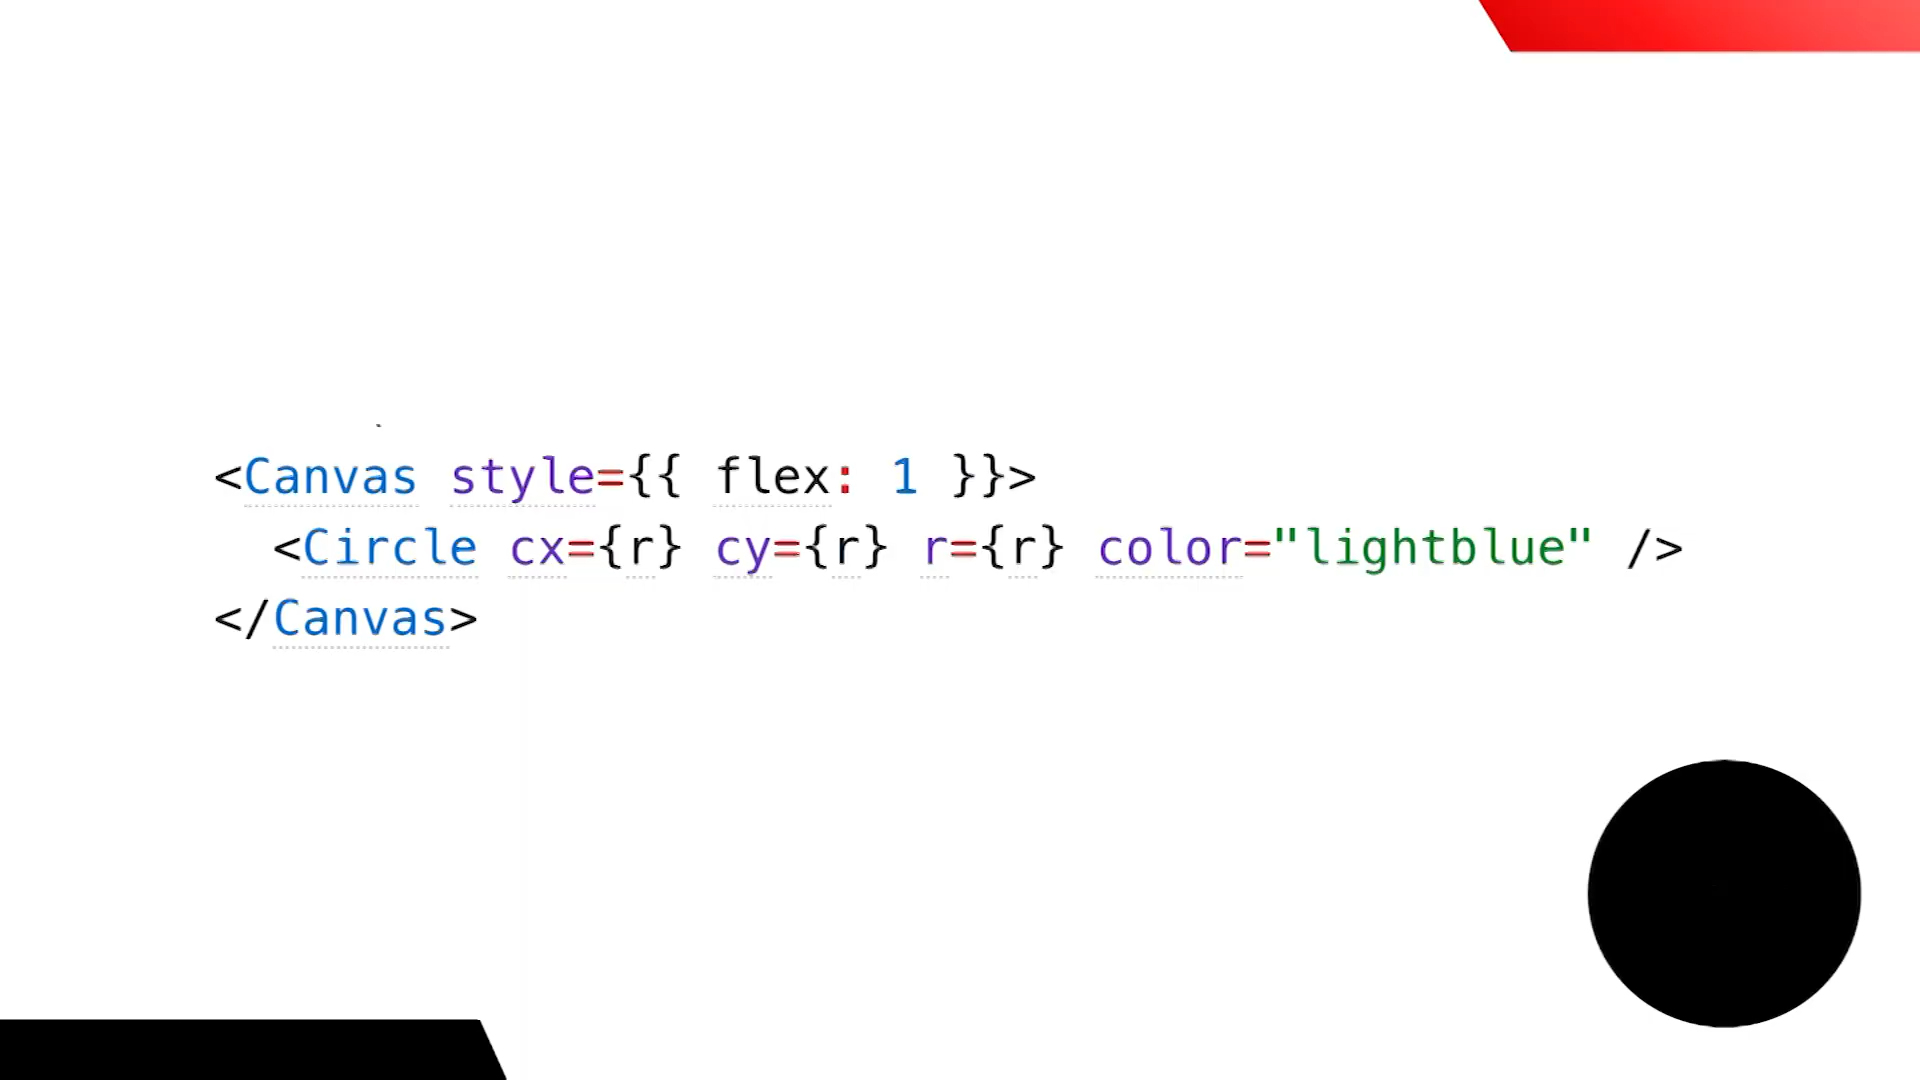 <Canvas style={{ flex: 1 }}>
<Circle cx={r} cy={r} r={r} color="lightblue" />
</Canvas>